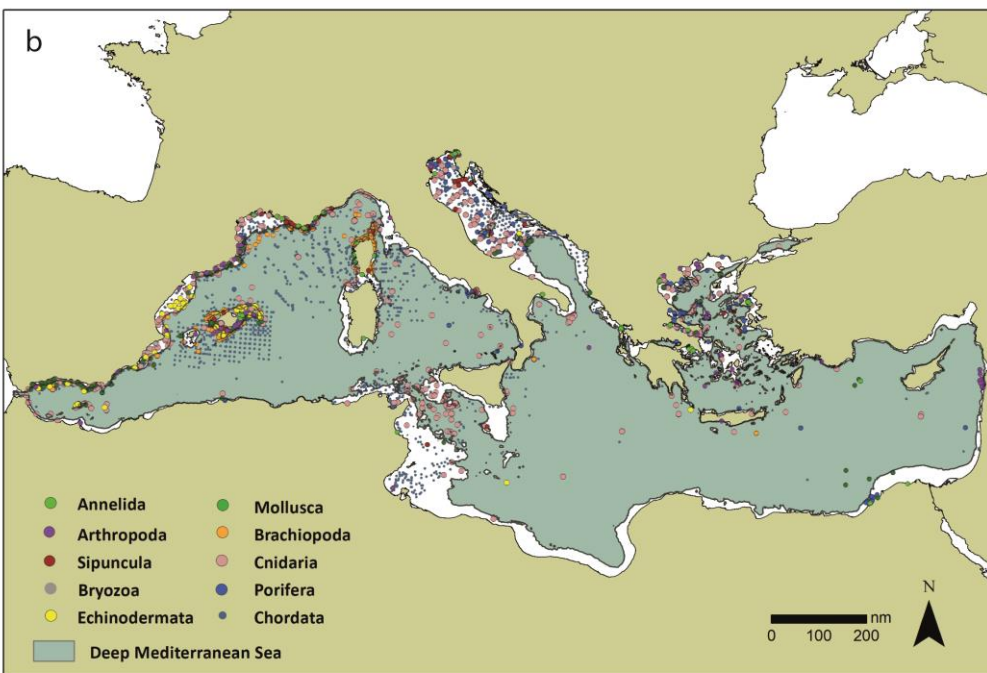 b
Annelida
Arthropoda
Sipuncula
Bryozoa
Echinodermata
Mollusca
Brachiopoda
Cnidaria
Porifera
Chordata
Deep Mediterranean Sea
N
nm
0 100 200